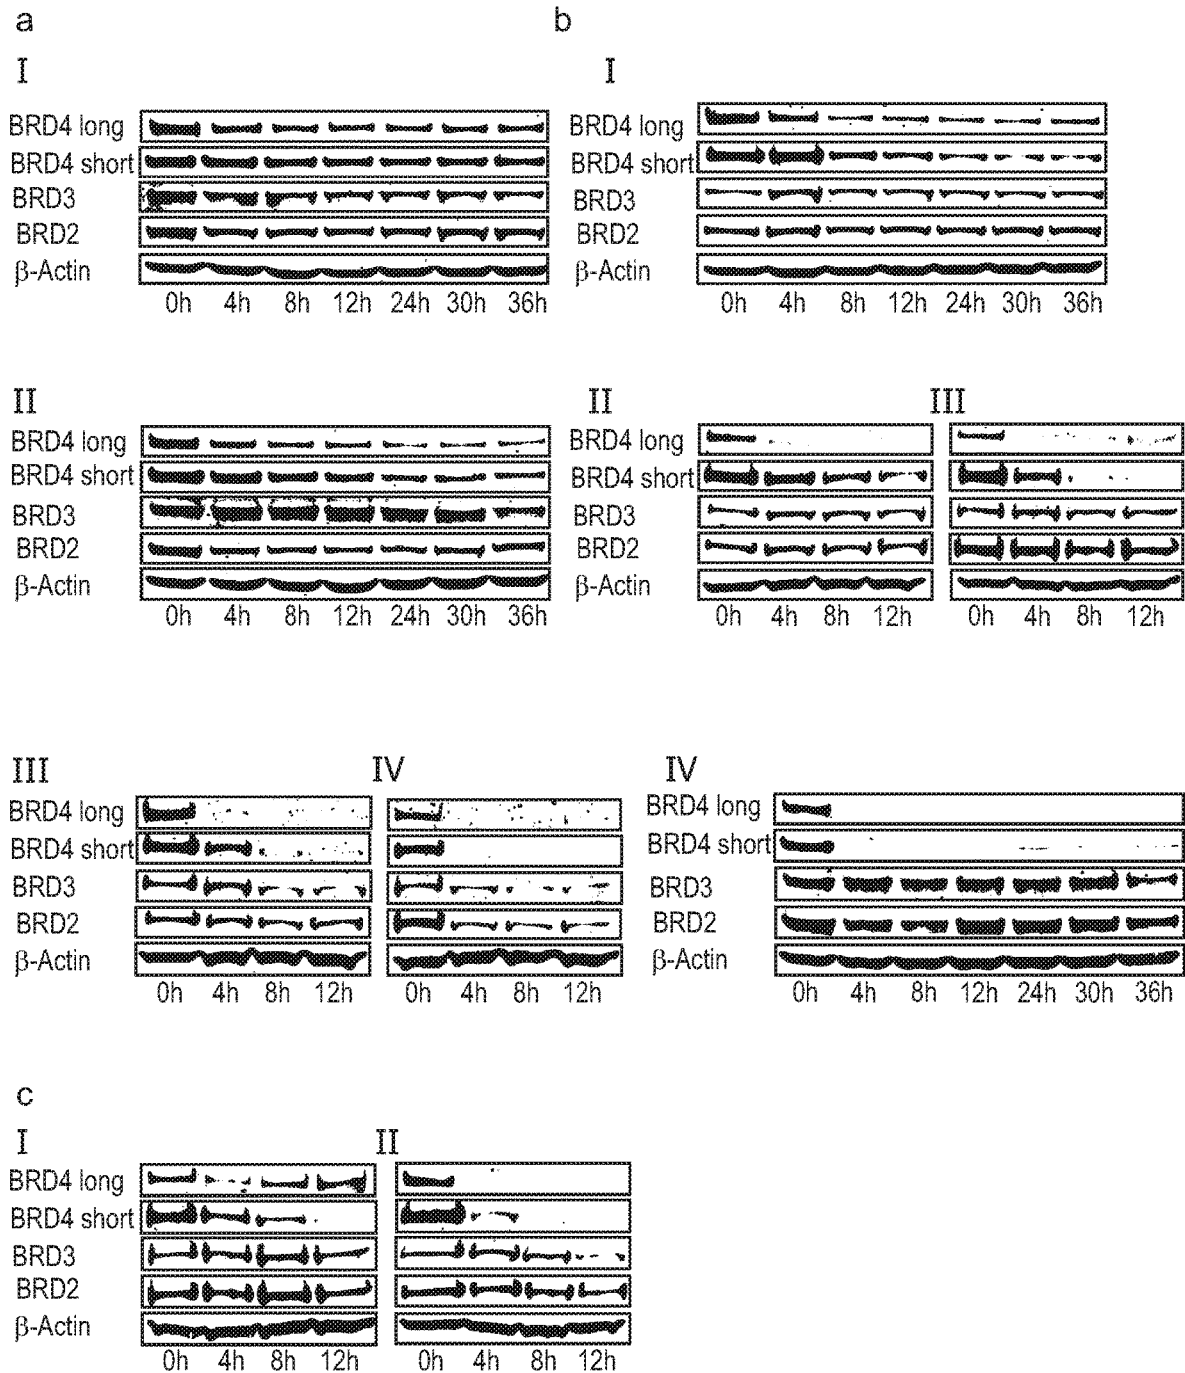 a
b
I
BRD4 long
BRD4 short
BRD3
BRD2
β-Actin
0h 4h 8h 12h 24h 30h 36h
I
BRD4 long
BRD4 short
BRD3
BRD2
β-Actin
0h 4h 8h 12h 24h 30h 36h
II
BRD4 long
BRD4 short
BRD3
BRD2
β-Actin
0h 4h 8h 12h 24h 30h 36h
II
III
BRD4 long
BRD4 short
BRD3
BRD2
β-Actin
0h 4h 8h 12h 0h 4h 8h 12h
III
IV
BRD4 long
BRD4 short
BRD3
BRD2
β-Actin
0h 4h 8h 12h 0h 4h 8h 12h
IV
BRD4 long
BRD4 short
BRD3
BRD2
β-Actin
0h 4h 8h 12h 24h 30h 36h
c
I
II
BRD4 long
BRD4 short
BRD3
BRD2
β-Actin
0h 4h 8h 12h 0h 4h 8h 12h